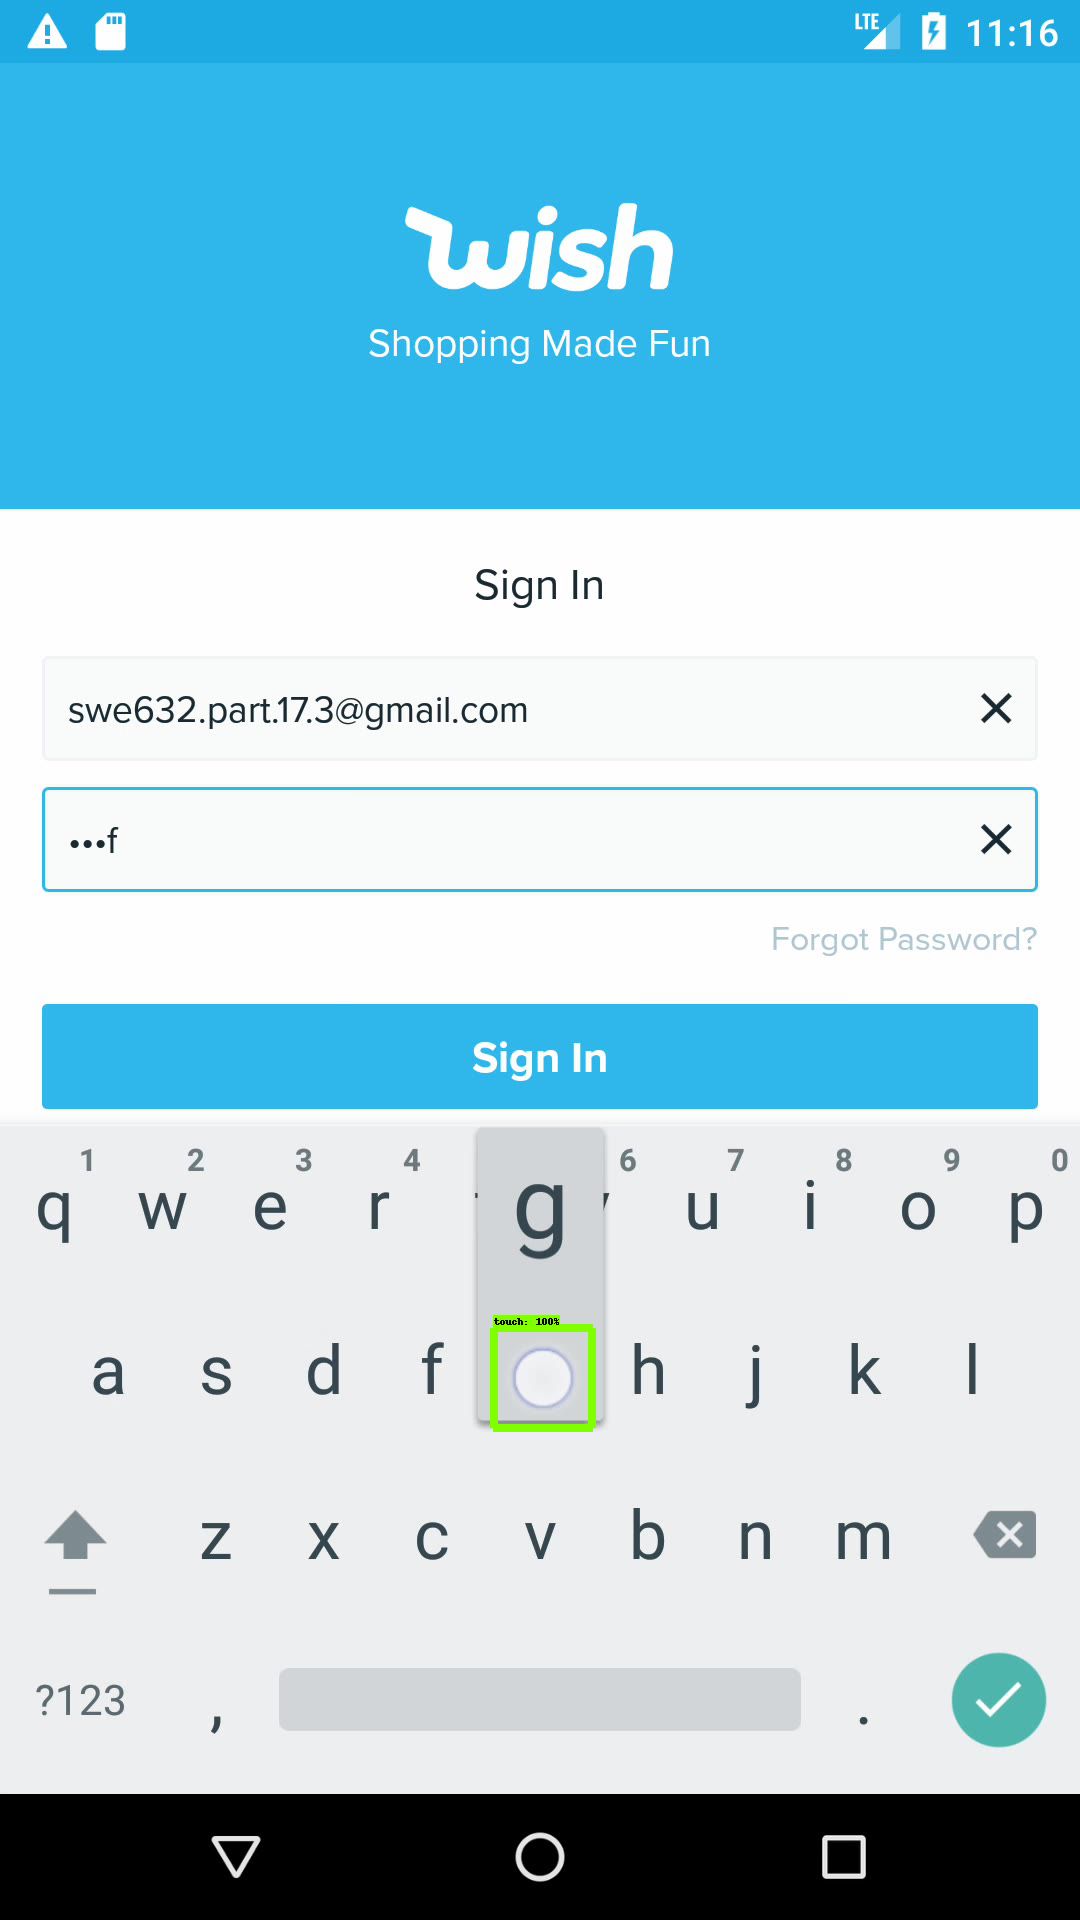 LTE 11:16
wish
Shopping Made Fun
Sign In
swe632.part.17.3@gmail.com
•••f
Forgot Password?
Sign In
1 2 3 4 6 7 8 9 0
q w e r g u i o p
touch: 100%
a s d f h j k l
z x c v b n m
?123 , .